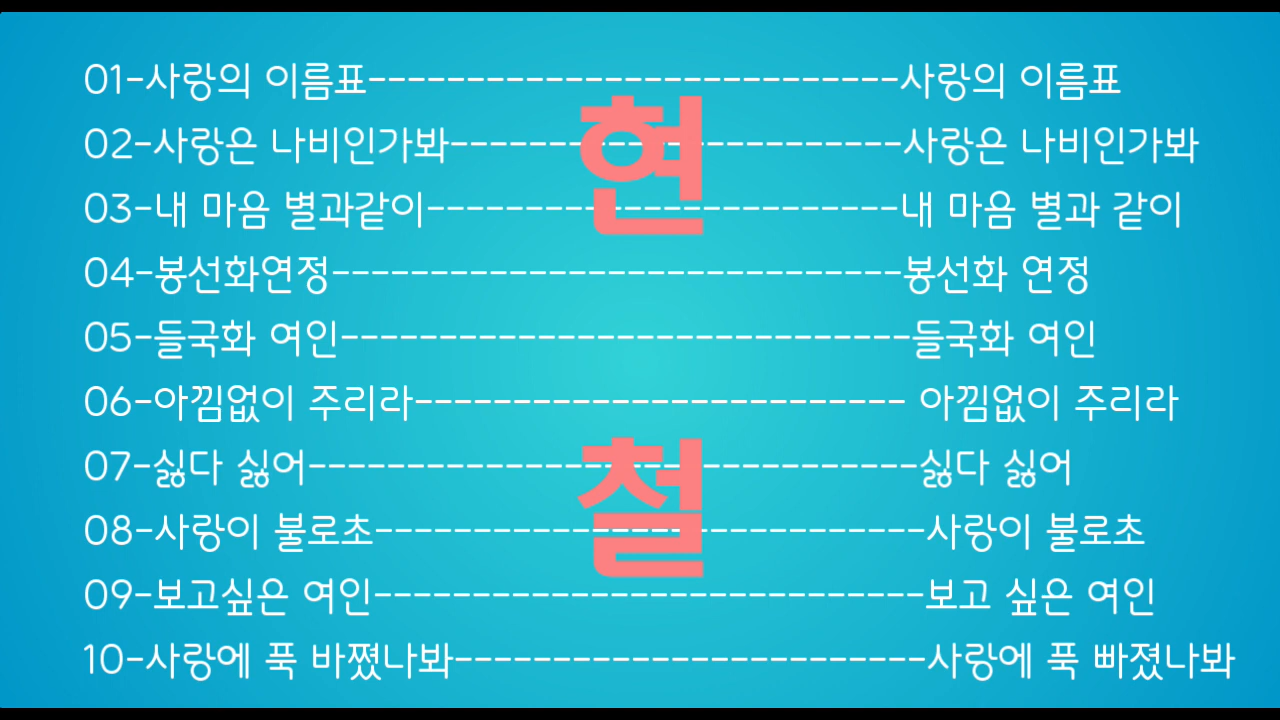 01-사랑의 이름표---------------------------사랑의 이름표
02-사랑은 나비인가봐-----------------------사랑은 나비인가봐
03-내 마음 별과같이------------------------내 마음 별과 같이
04-봉선화연정-----------------------------봉선화 연정
05-들국화 여인-----------------------------들국화 여인
06-아낌없이 주리라------------------------- 아낌없이 주리라
07-싫다 싫어-------------------------------싫다 싫어
08-사랑이 불로초----------------------------사랑이 불로초
09-보고싶은 여인----------------------------보고 싶은 여인
10-사랑에 푹 바쪘나봐------------------------사랑에 푹 빠졌나봐
현
철